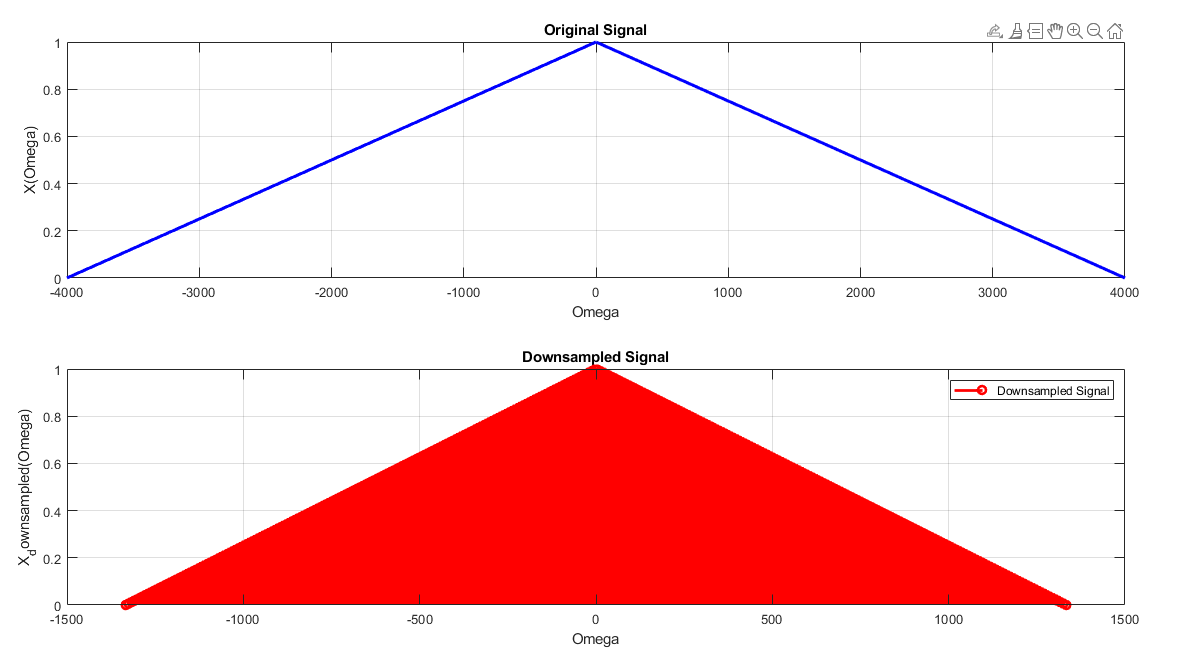 Original Signal
1
0.8
0.6
0.4
0.2
0
X(Omega)
-4000 -3000 -2000 -1000 0 1000 2000 3000 4000
Omega
Downsampled Signal
Downsampled Signal
1
0.8
0.6
0.4
0.2
0
X_downsampled(Omega)
-1500 -1000 -500 0 500 1000 1500
Omega